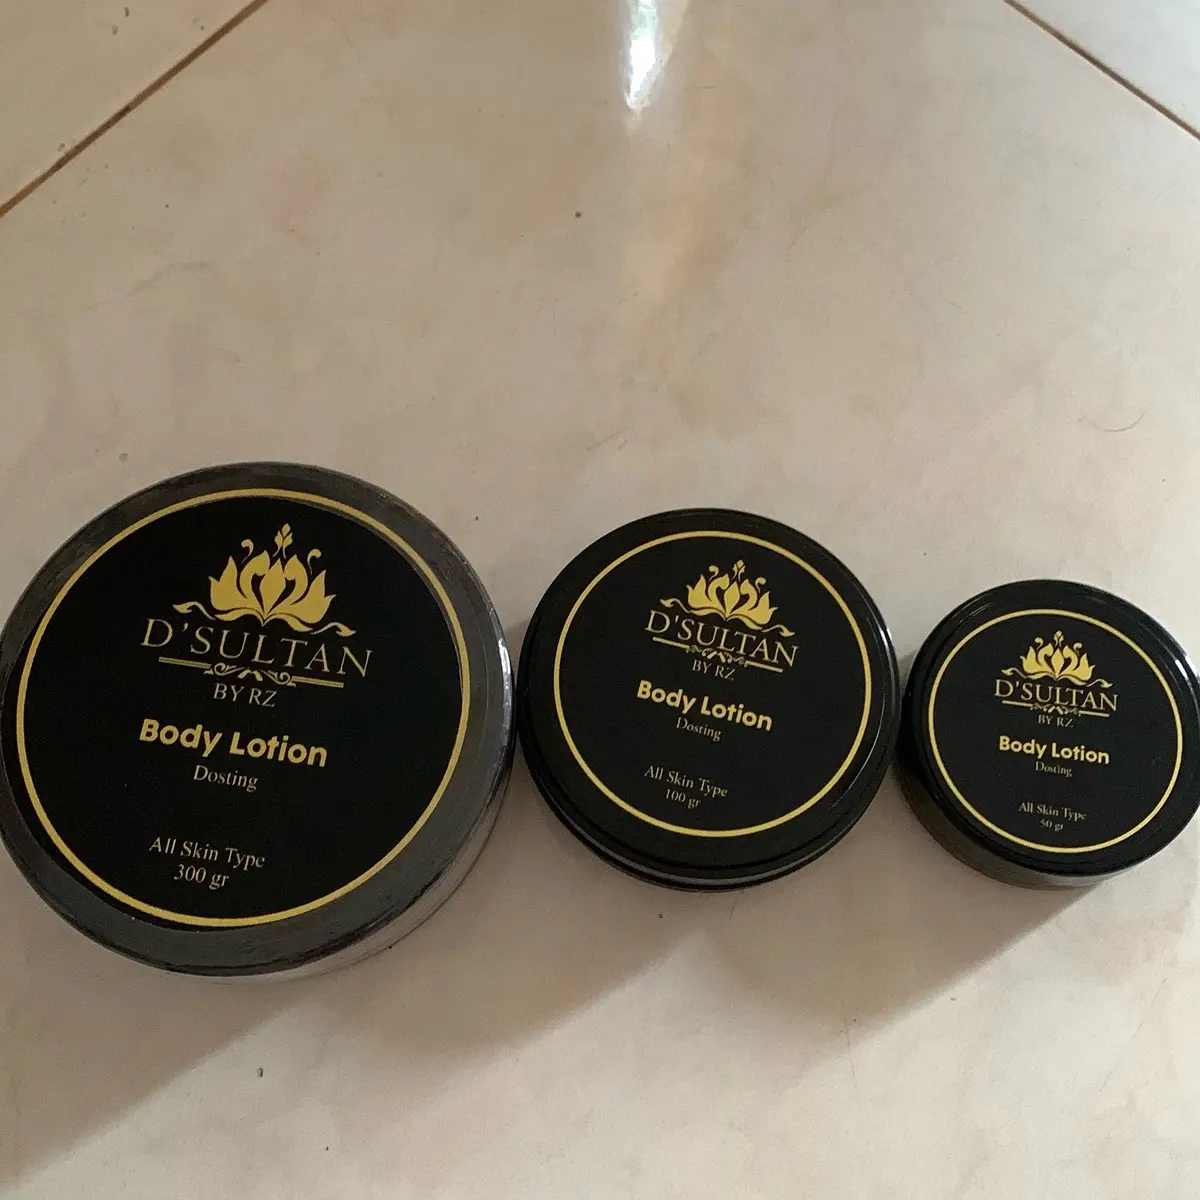 D'SULTAN
BY RZ
Body Lotion
Dosting
All Skin Type
300 gr
D'SULTAN
BY RZ
Body Lotion
Dosting
All Skin Type
100 gr
D'SULTAN
BY RZ
Body Lotion
Dosting
All Skin Type
50 gr